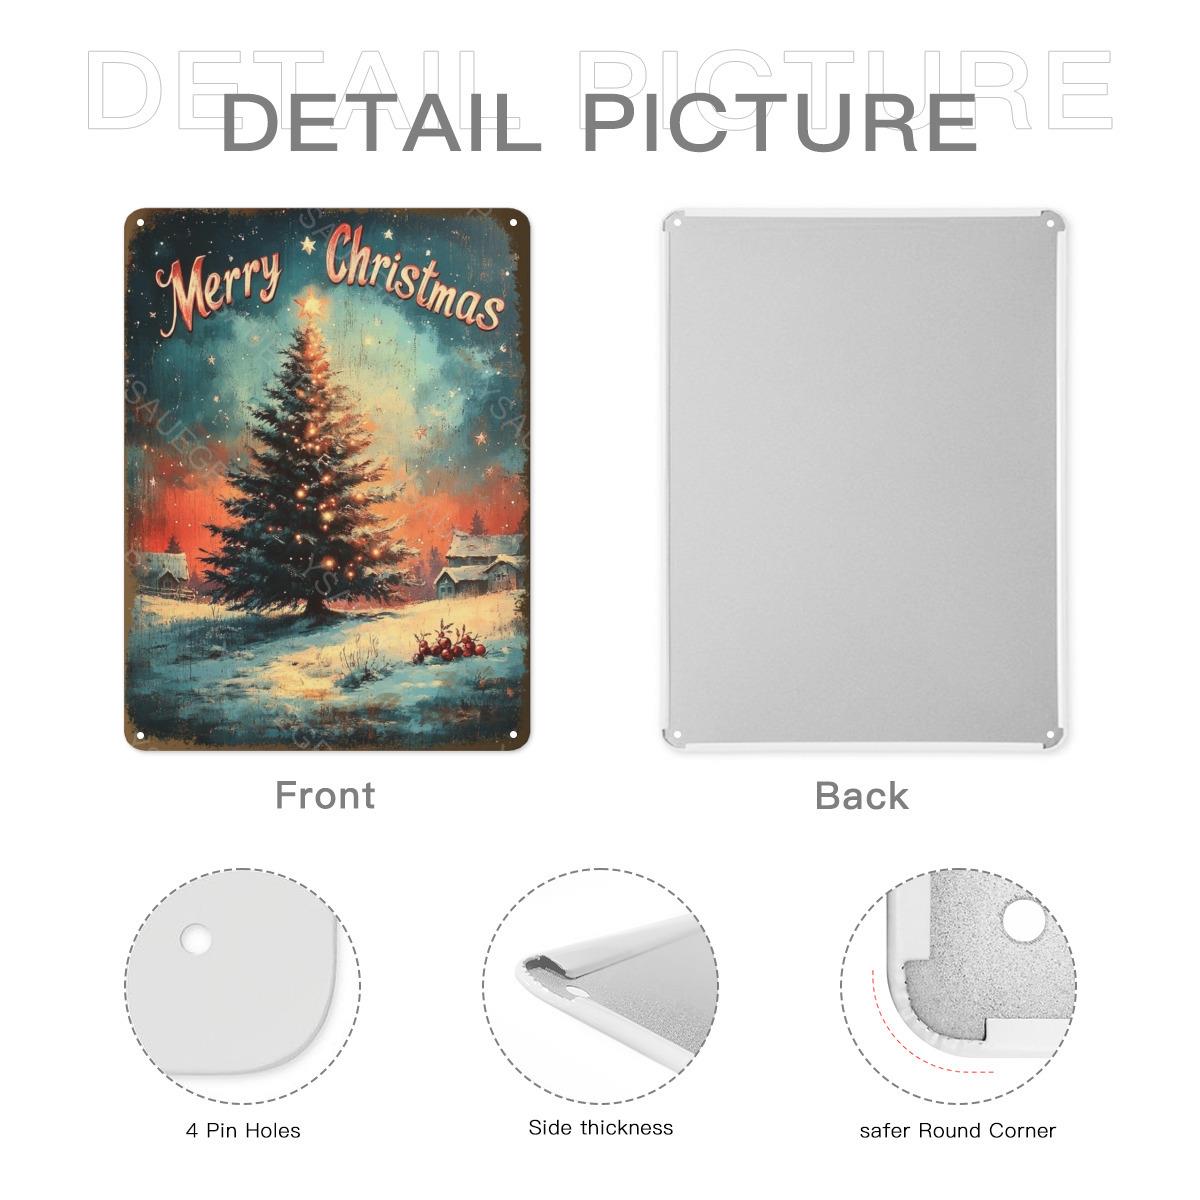 DETAIL PICTURE
DETAIL PICTURE
Merry Christmas
Front
Back
4 Pin Holes
Side thickness
safer Round Corner